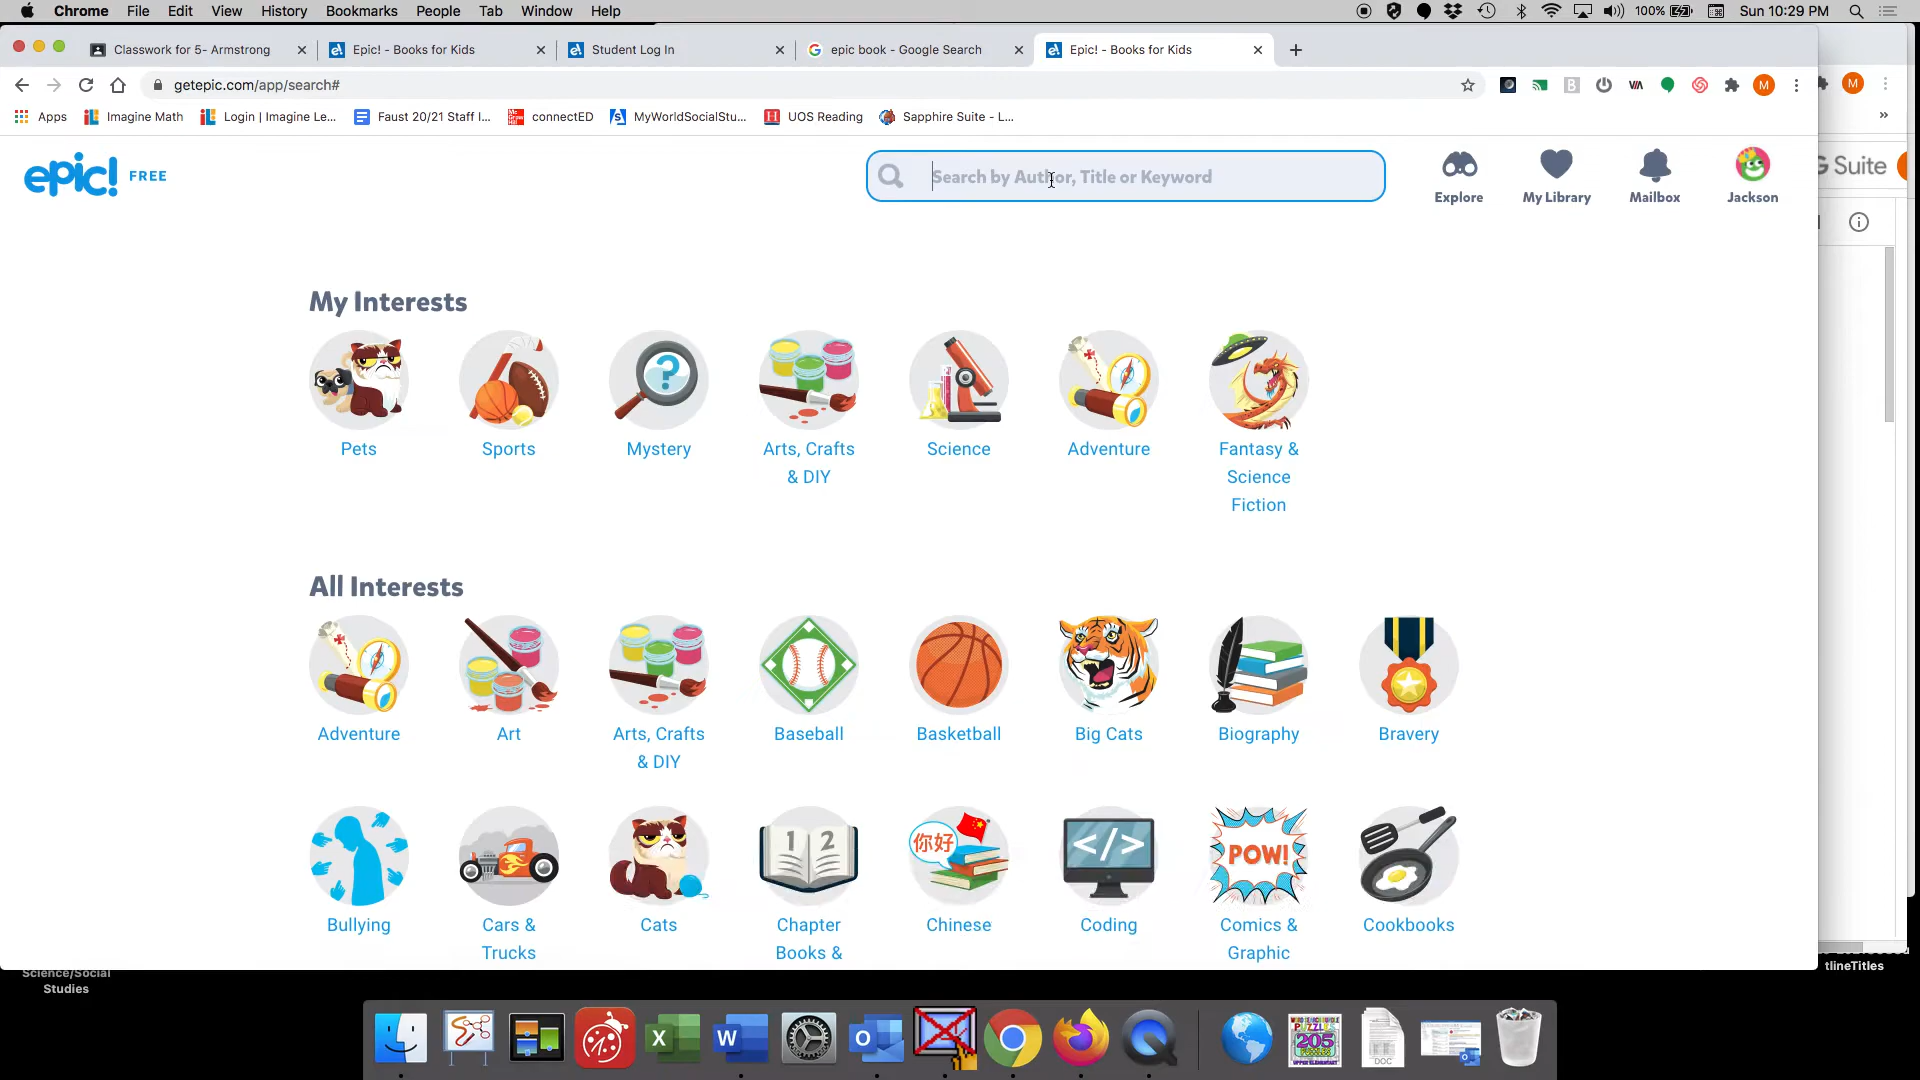 Chrome File Edit View History Bookmarks People Tab Window Help 100% Sun 10:29 PM
Classwork for 5- Armstrong Epic! - Books for Kids Student Log In epic book - Google Search Epic! - Books for Kids
getepic.com/app/search# VIA M M
Apps Imagine Math Login | Imagine Le... Faust 20/21 Staff I... connectED MyWorldSocialStu... UOS Reading Sapphire Suite - L...
epic! FREE Search by Author, Title or Keyword Explore My Library Mailbox Jackson
G Suite
My Interests
Pets Sports Mystery Arts, Crafts & DIY Science Adventure Fantasy & Science Fiction
All Interests
Adventure Art Arts, Crafts & DIY Baseball Basketball Big Cats Biography Bravery
1 2 你好 </> POW!
Bullying Cars & Trucks Cats Chapter Books & Chinese Coding Comics & Graphic Cookbooks
Science/Social
Studies
tlineTitles
X W O
205
DOC